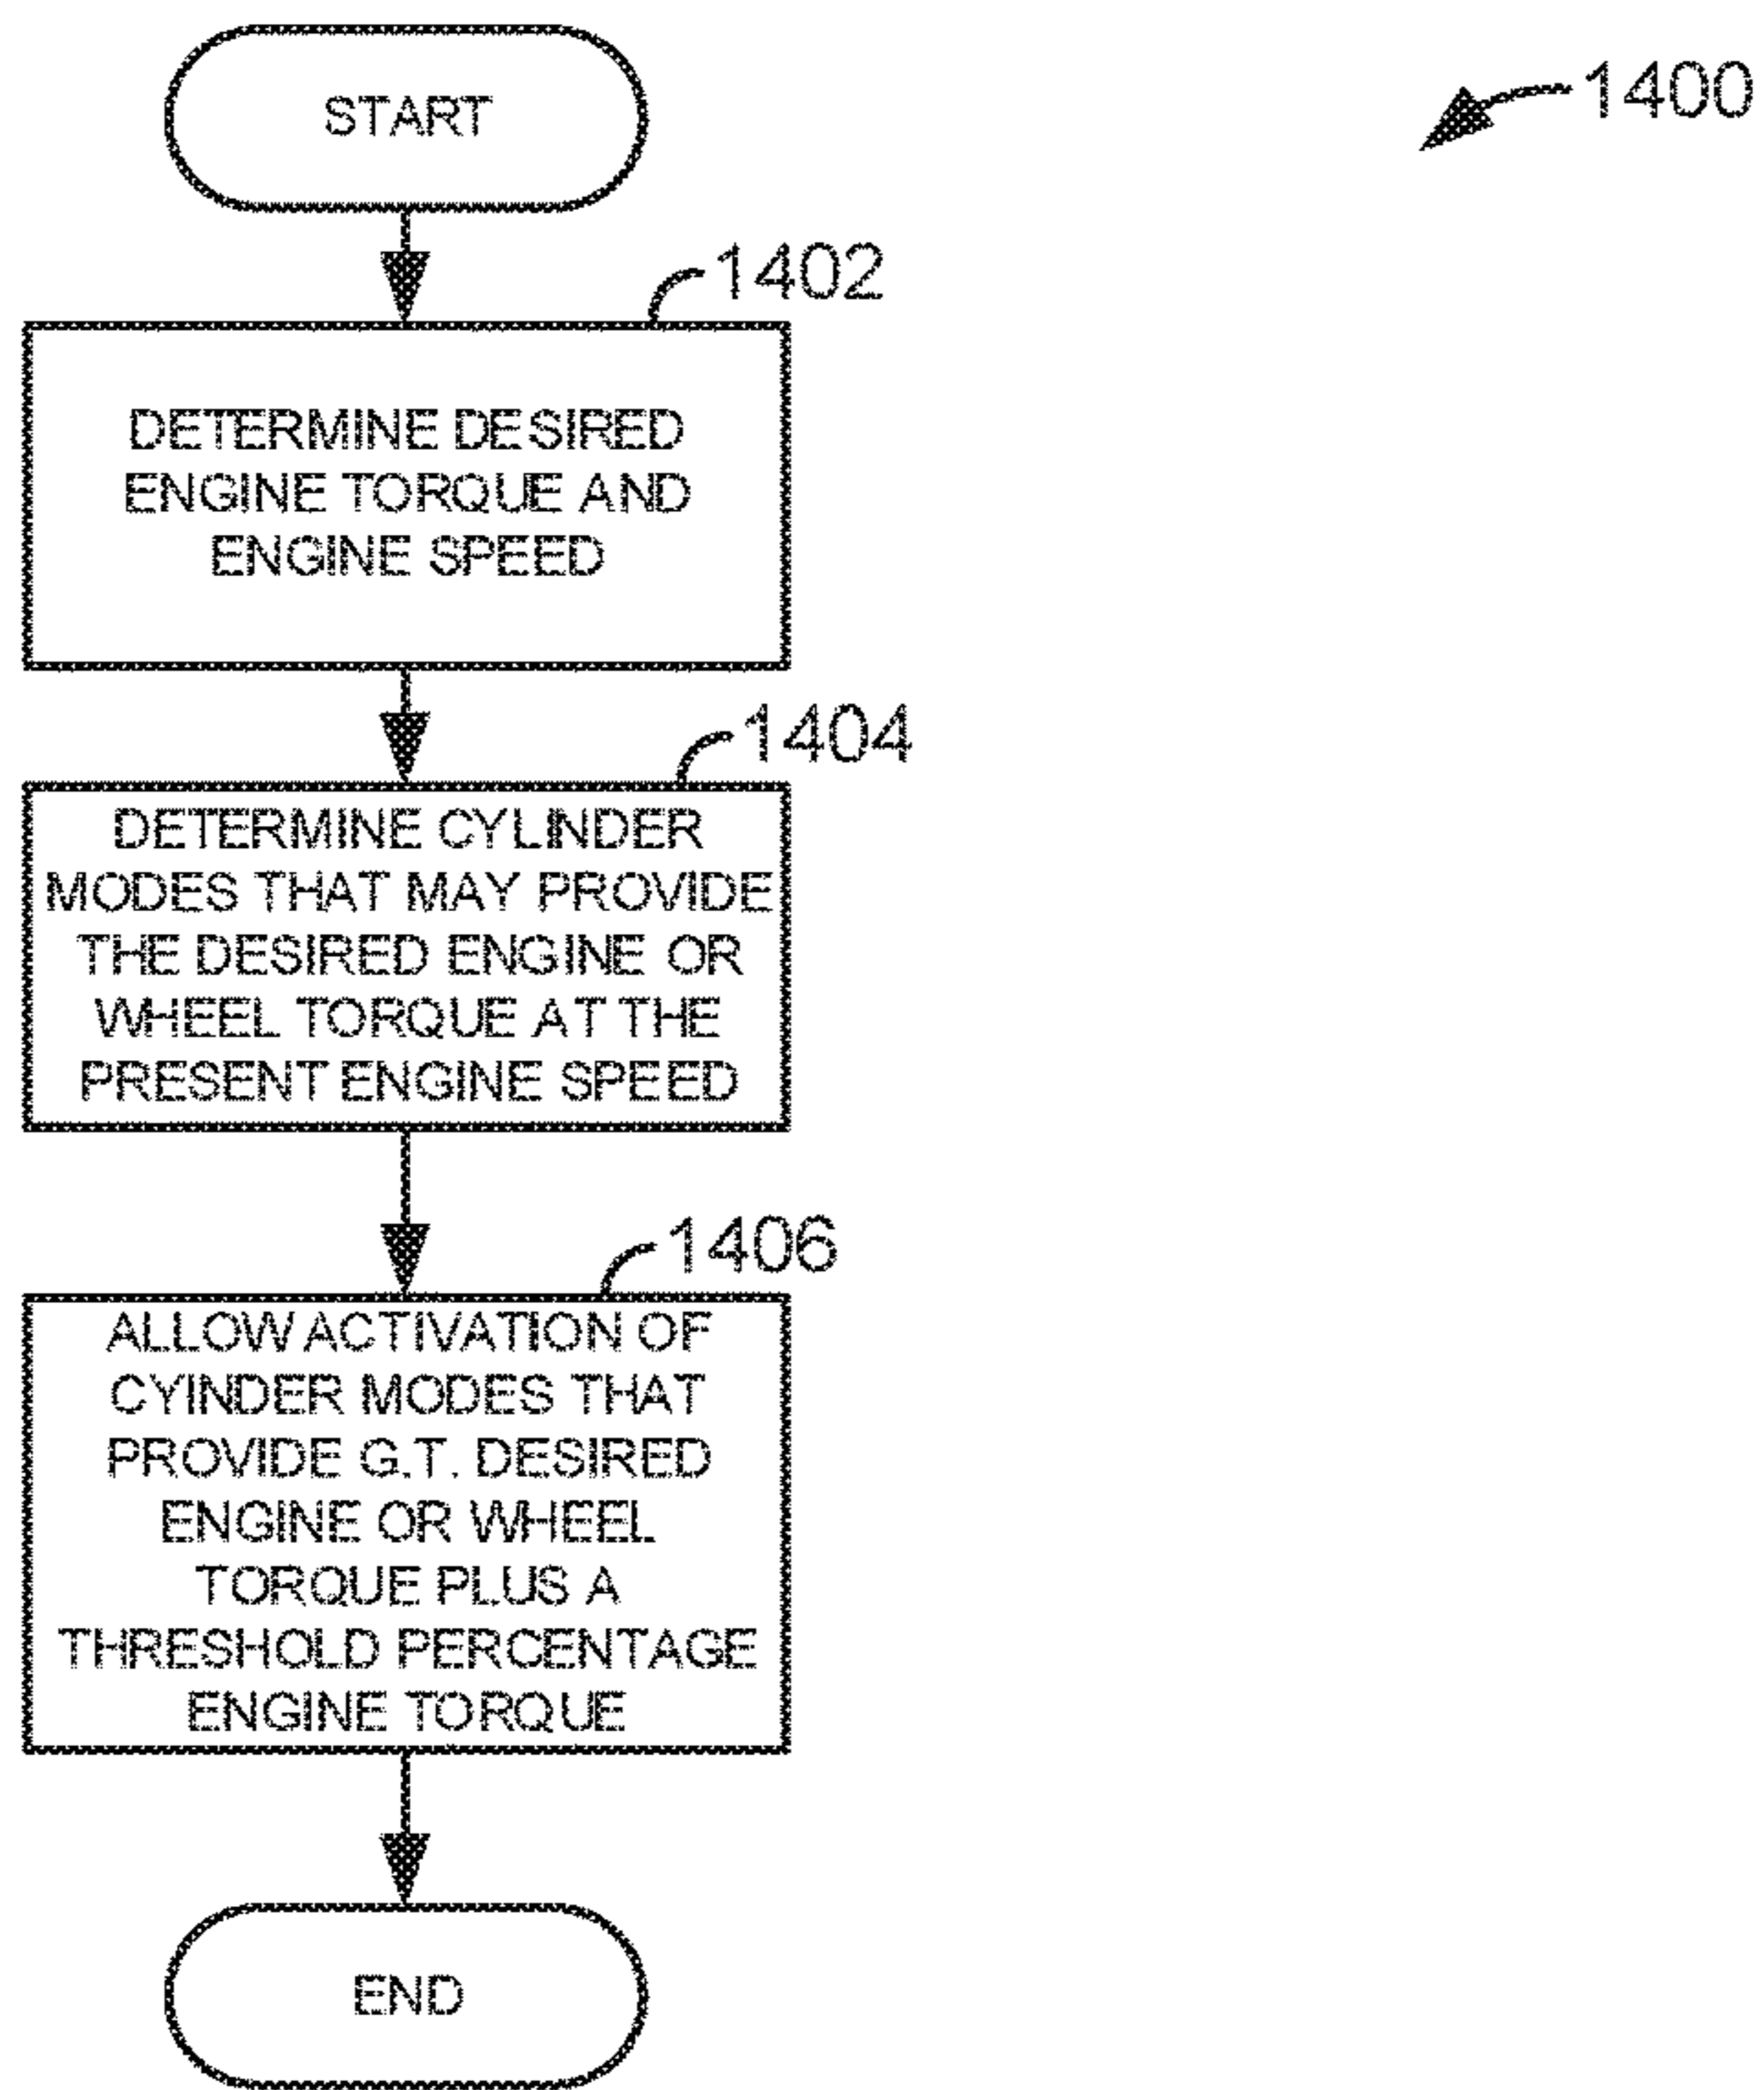 START
1400
1402
DETERMINE DESIRED
ENGINE TORQUE AND
ENGINE SPEED
1404
DETERMINE CYLINDER
MODES THAT MAY PROVIDE
THE DESIRED ENGINE OR
WHEEL TORQUE AT THE
PRESENT ENGINE SPEED
1406
ALLOW ACTIVATION OF
CYINDER MODES THAT
PROVIDE G.T. DESIRED
ENGINE OR WHEEL
TORQUE PLUS A
THRESHOLD PERCENTAGE
ENGINE TORQUE
END